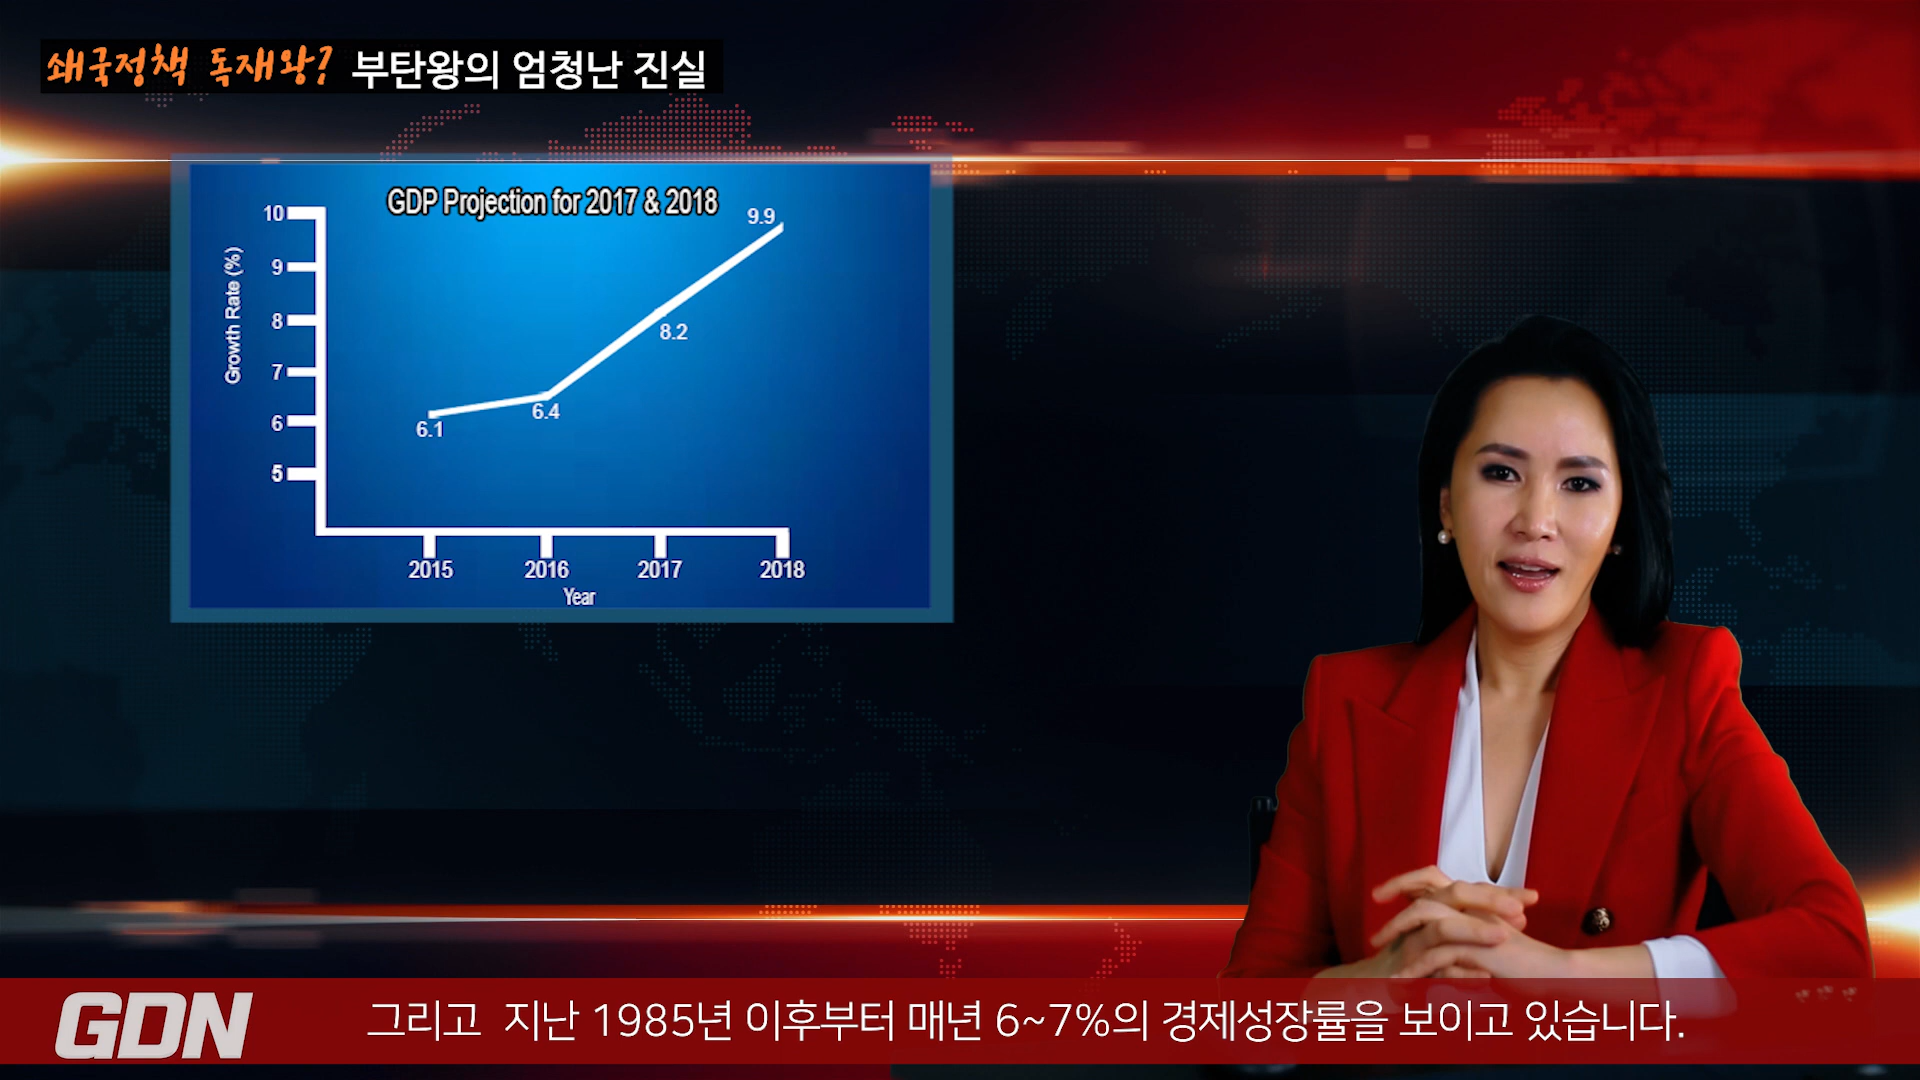 쇄국정책 독재왕? 부탄왕의 엄청난 진실
GDP Projection for 2017 & 2018
Growth Rate (%)
10
9
8
7
6
5
6.1
6.4
8.2
9.9
2015 2016 2017 2018
Year
GDN
그리고 지난 1985년 이후부터 매년 6~7%의 경제성장률을 보이고 있습니다.